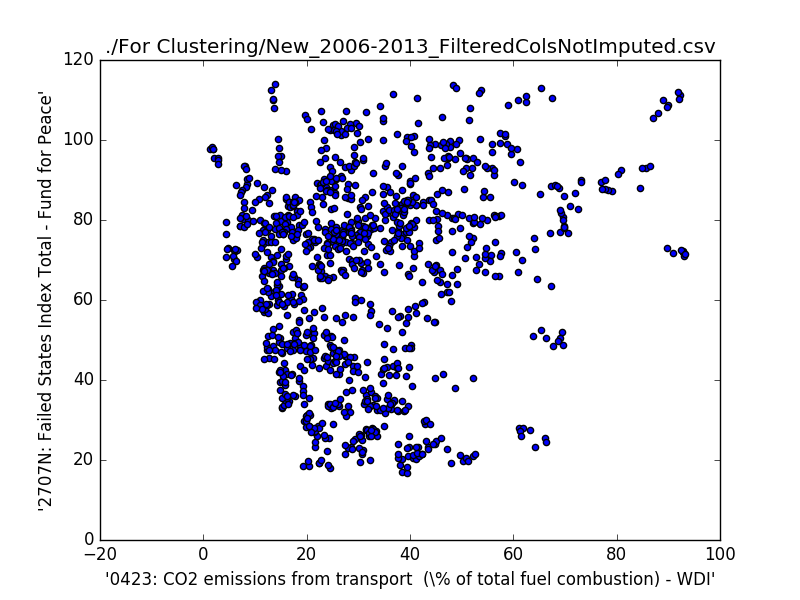 ./For Clustering/New_2006-2013_FilteredColsNotImputed.csv
120
100
80
60
40
20
0
'2707N: Failed States Index Total - Fund for Peace'
−20 0 20 40 60 80 100
'0423: CO2 emissions from transport  (\% of total fuel combustion) - WDI'